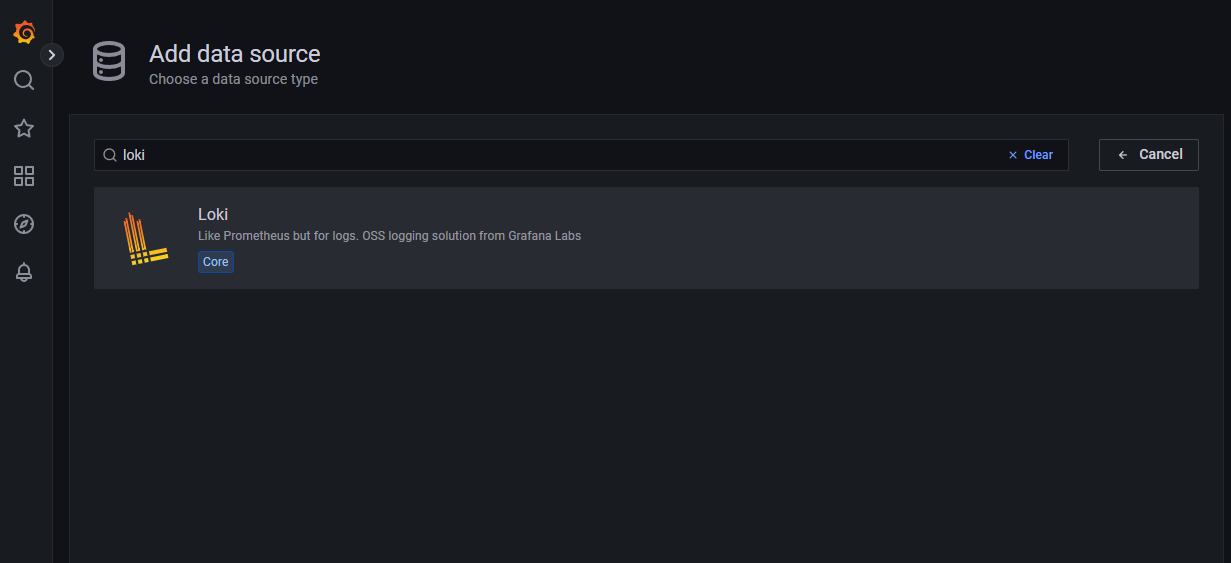 Add data source
Choose a data source type
loki
Clear
Cancel
Loki
Like Prometheus but for logs. OSS logging solution from Grafana Labs
Core